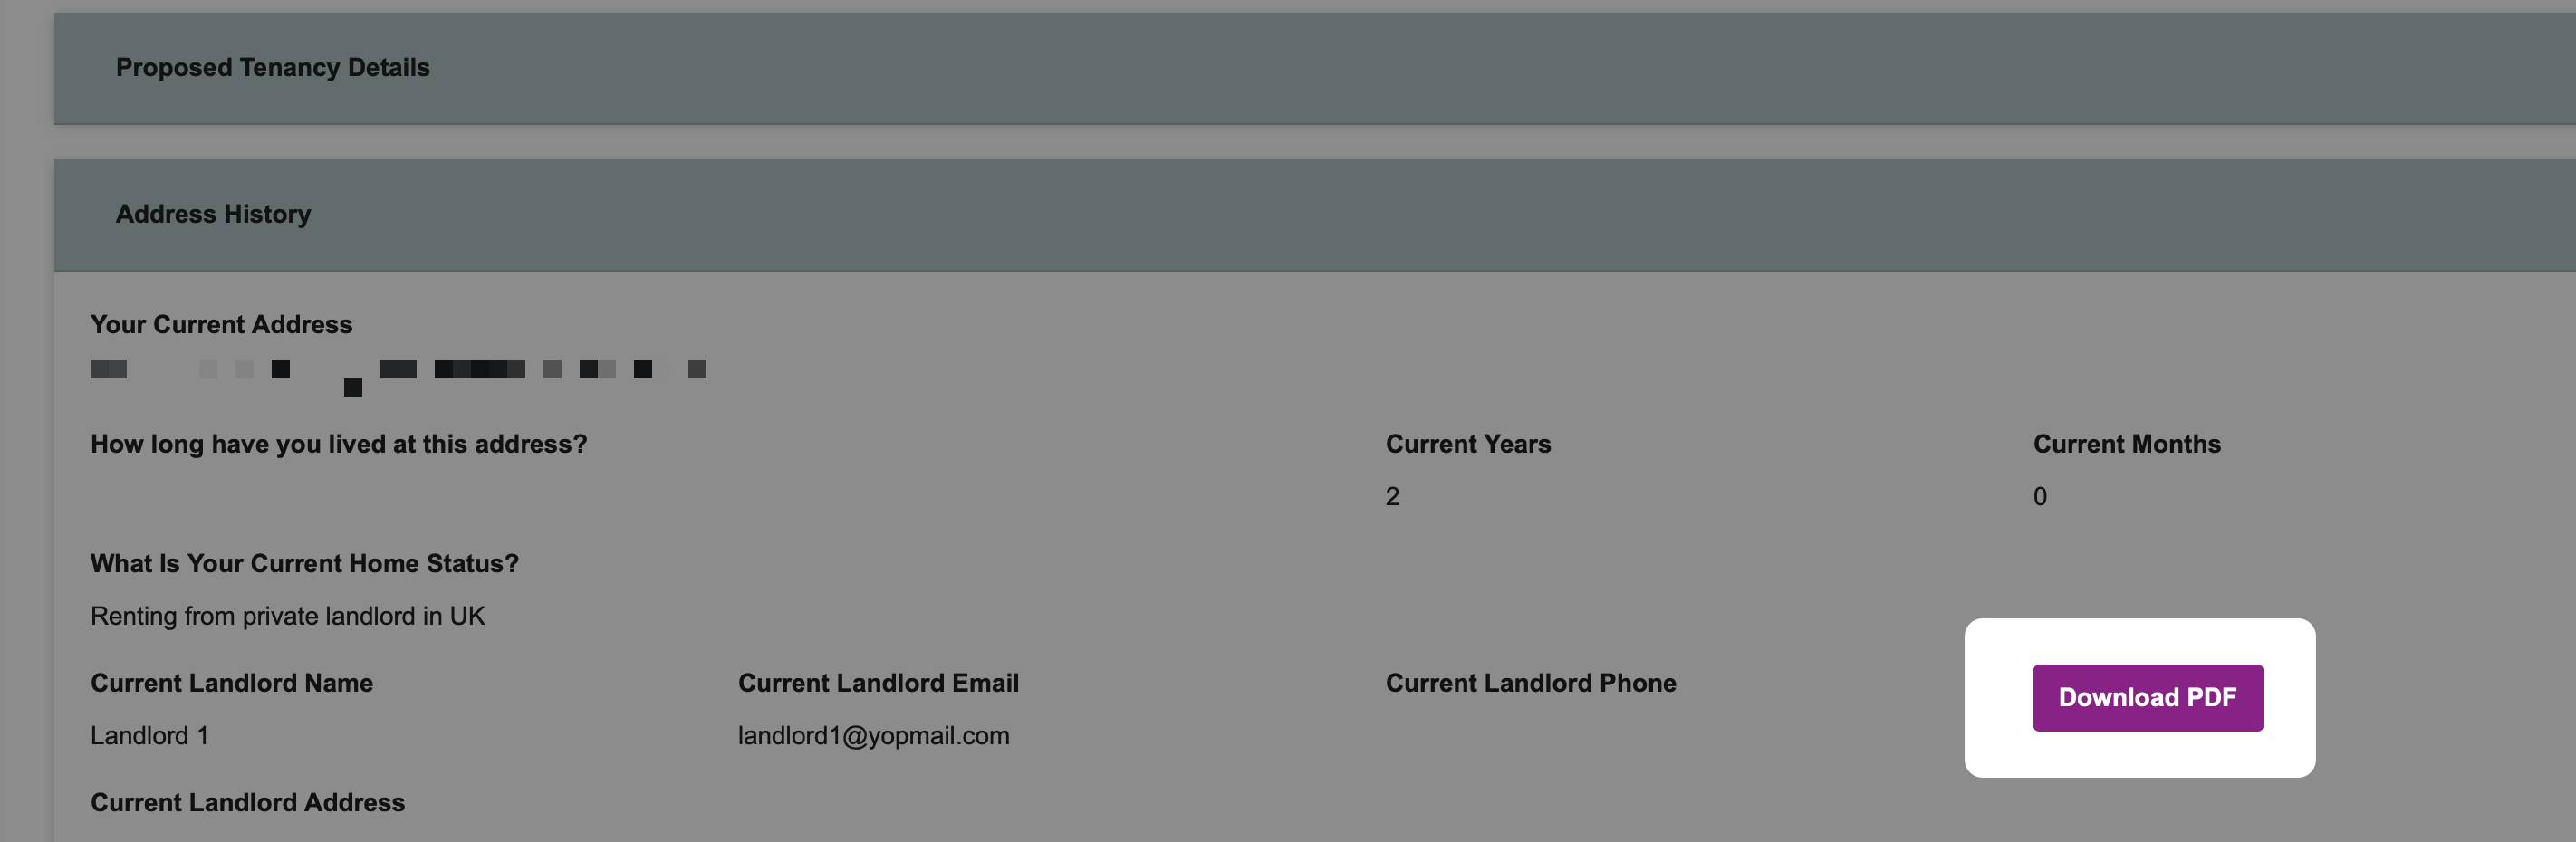 Proposed Tenancy Details
Address History
Your Current Address
How long have you lived at this address?
Current Years
Current Months
2
0
What Is Your Current Home Status?
Renting from private landlord in UK
Current Landlord Name
Current Landlord Email
Current Landlord Phone
Download PDF
Landlord 1
landlord1@yopmail.com
Current Landlord Address